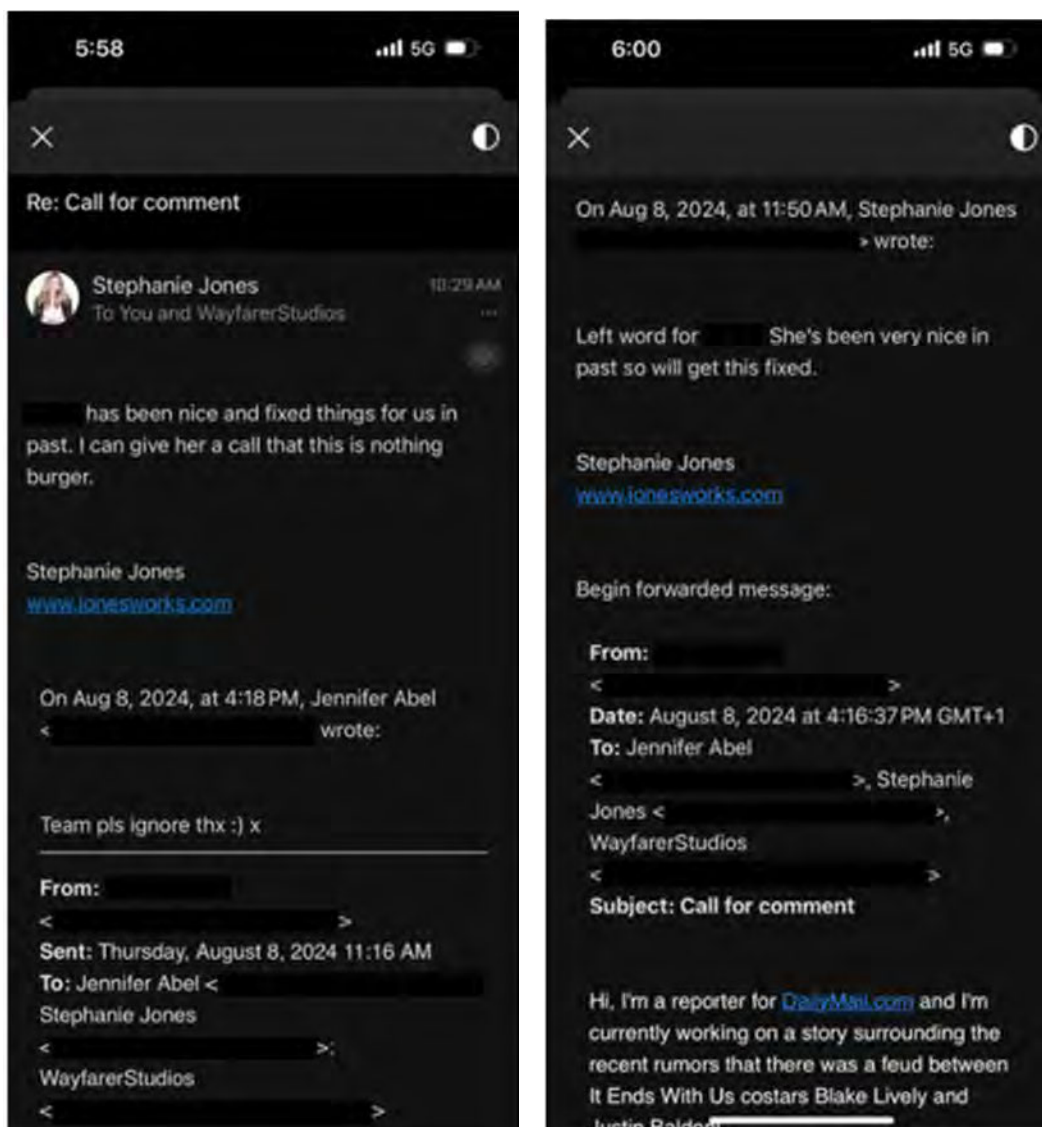 5:58
5G
Re: Call for comment
Stephanie Jones
10:29 AM
To You and WayfarerStudios
has been nice and fixed things for us in
past. I can give her a call that this is nothing
burger.
Stephanie Jones
www.jonesworks.com
On Aug 8, 2024, at 4:18 PM, Jennifer Abel
< wrote:
Team pls ignore thx :) x
From:
< >
Sent: Thursday, August 8, 2024 11:16 AM
To: Jennifer Abel <
Stephanie Jones
< >;
WayfarerStudios
< >
6:00
5G
On Aug 8, 2024, at 11:50 AM, Stephanie Jones
> wrote:
Left word for She's been very nice in
past so will get this fixed.
Stephanie Jones
www.jonesworks.com
Begin forwarded message:
From:
< >
Date: August 8, 2024 at 4:16:37 PM GMT+1
To: Jennifer Abel
< >, Stephanie
Jones < >,
WayfarerStudios
< >
Subject: Call for comment
Hi, I'm a reporter for DailyMail.com and I'm
currently working on a story surrounding the
recent rumors that there was a feud between
It Ends With Us costars Blake Lively and
Justin Baldoni